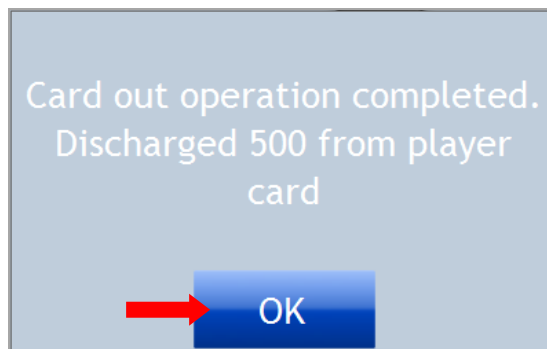 Card out operation completed.
Discharged 500 from player
card
OK